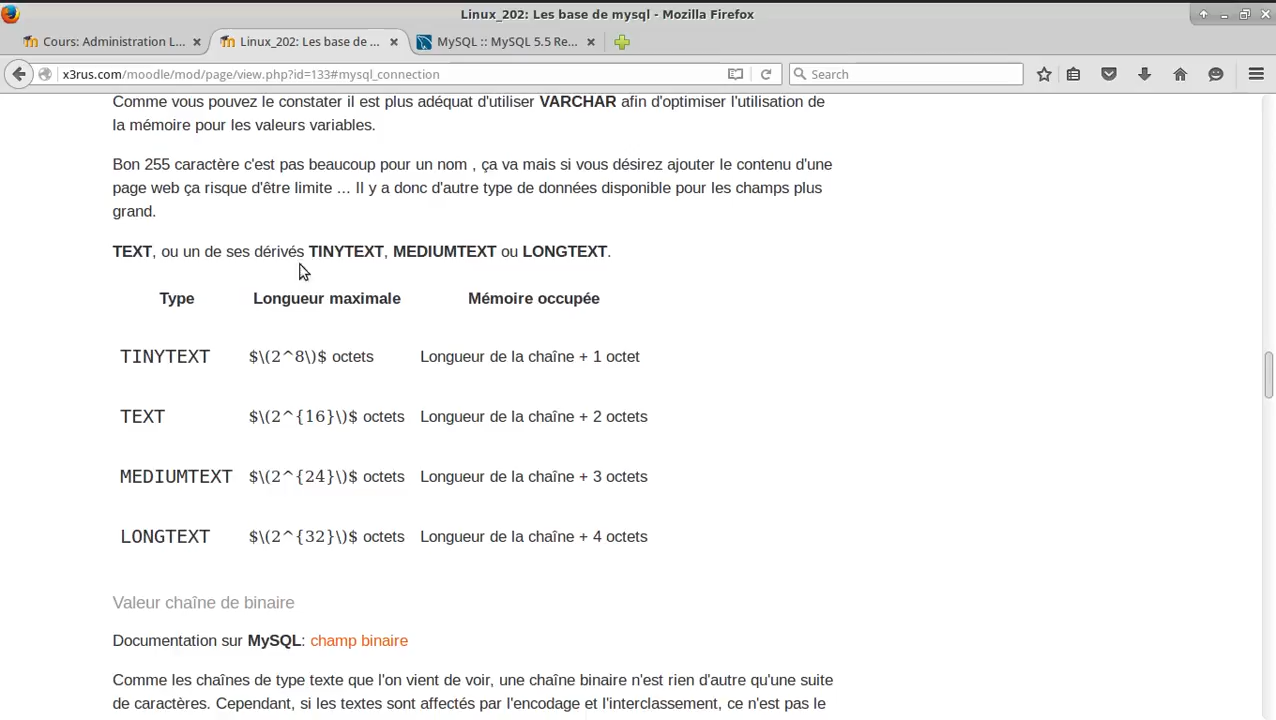 Linux_202: Les base de mysql - Mozilla Firefox
Cours: Administration L...
Linux_202: Les base de ...
MySQL :: MySQL 5.5 Re...
x3rus.com/moodle/mod/page/view.php?id=133#mysql_connection
Search
Comme vous pouvez le constater il est plus adéquat d'utiliser VARCHAR afin d'optimiser l'utilisation de
la mémoire pour les valeurs variables.
Bon 255 caractère c'est pas beaucoup pour un nom , ça va mais si vous désirez ajouter le contenu d'une
page web ça risque d'être limite ... Il y a donc d'autre type de données disponible pour les champs plus
grand.
TEXT, ou un de ses dérivés TINYTEXT, MEDIUMTEXT ou LONGTEXT.
Type Longueur maximale Mémoire occupée
TINYTEXT $\(2^8\)$ octets Longueur de la chaîne + 1 octet
TEXT $\(2^{16}\)$ octets Longueur de la chaîne + 2 octets
MEDIUMTEXT $\(2^{24}\)$ octets Longueur de la chaîne + 3 octets
LONGTEXT $\(2^{32}\)$ octets Longueur de la chaîne + 4 octets
Valeur chaîne de binaire
Documentation sur MySQL: champ binaire
Comme les chaînes de type texte que l'on vient de voir, une chaîne binaire n'est rien d'autre qu'une suite
de caractères. Cependant, si les textes sont affectés par l'encodage et l'interclassement, ce n'est pas le